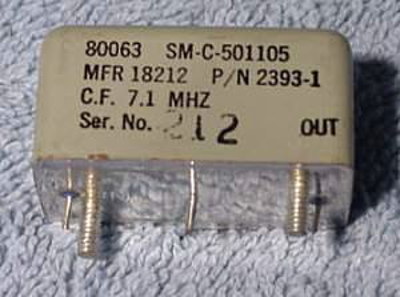 80063 SM-C-501105
MFR 18212 P/N 2393-1
C.F. 7.1 MHZ
Ser. No. 212 OUT